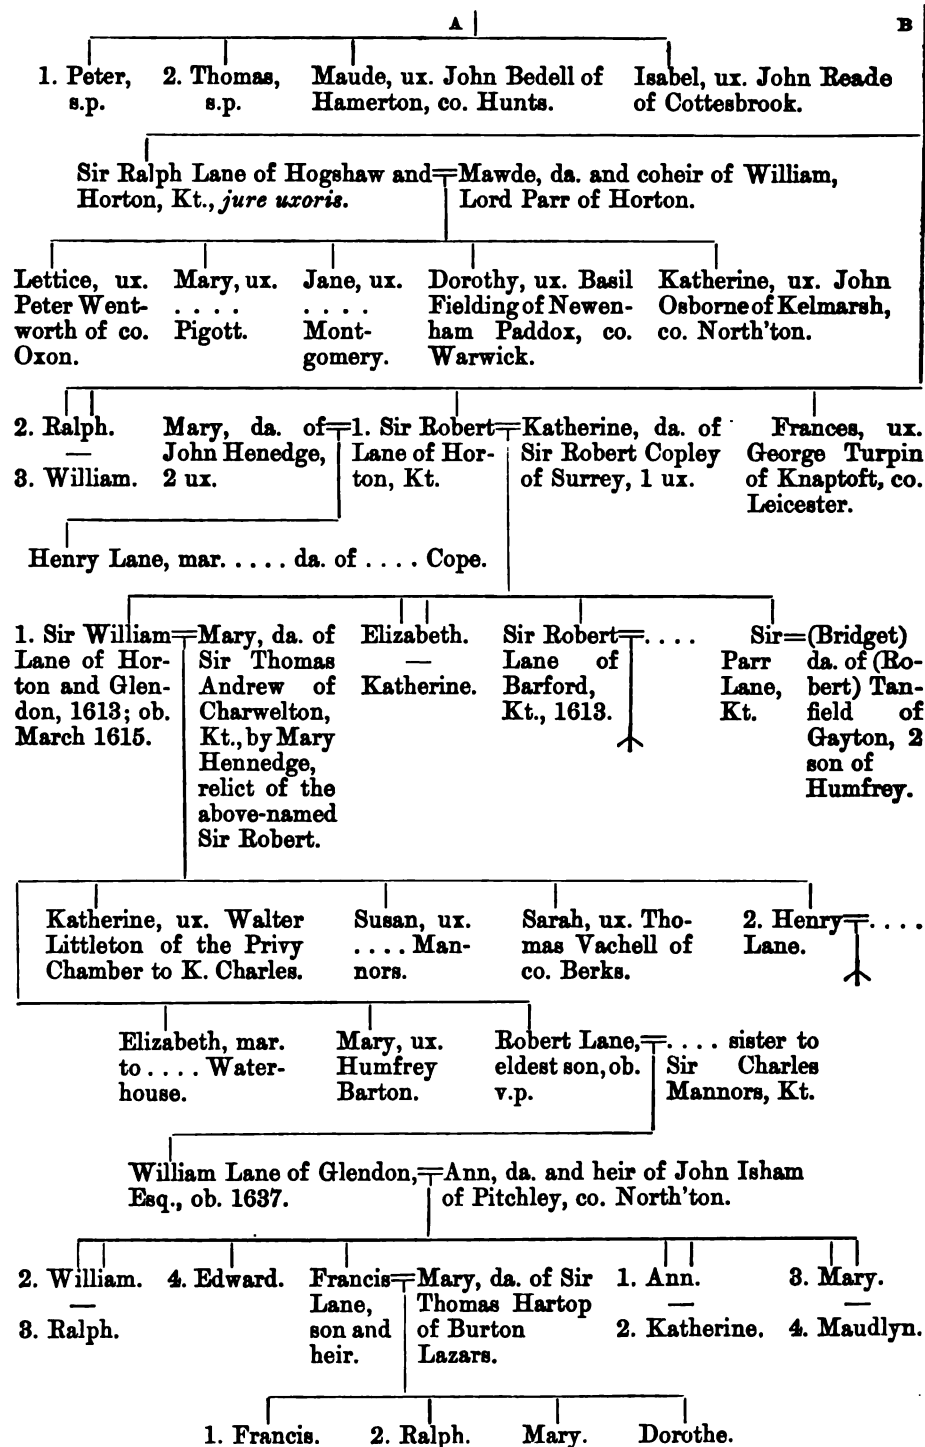 A B
1. Peter, s.p.
2. Thomas, s.p.
Maude, ux. John Bedell of
Hamerton, co. Hunts.
Isabel, ux. John Reade
of Cottesbrook.
Sir Ralph Lane of Hogshaw and
Horton, Kt., jure uxoris.
Mawde, da. and coheir of William,
Lord Parr of Horton.
Lettice, ux.
Peter Went-
worth of co.
Oxon.
Mary, ux.
. . . .
Pigott.
Jane, ux.
. . . .
Mont-
gomery.
Dorothy, ux. Basil
Fielding of Newen-
ham Paddox, co.
Warwick.
Katherine, ux. John
Osborne of Kelmarsh,
co. North'ton.
2. Ralph.
—
3. William.
Mary, da. of
John Henedge,
2 ux.
1. Sir Robert
Lane of Hor-
ton, Kt.
Katherine, da. of
Sir Robert Copley
of Surrey, 1 ux.
Frances, ux.
George Turpin
of Knaptoft, co.
Leicester.
Henry Lane, mar. . . . . da. of . . . . Cope.
1. Sir William
Lane of Hor-
ton and Glen-
don, 1613; ob.
March 1615.
Mary, da. of
Sir Thomas
Andrew of
Charwelton,
Kt., by Mary
Hennedge,
relict of the
above-named
Sir Robert.
Elizabeth.
—
Katherine.
Sir Robert
Lane of
Barford,
Kt., 1613.
. . . .
Sir
Parr
Lane,
Kt.
(Bridget)
da. of (Ro-
bert) Tan-
field of
Gayton, 2
son of
Humfrey.
Katherine, ux. Walter
Littleton of the Privy
Chamber to K. Charles.
Susan, ux.
. . . . Man-
nors.
Sarah, ux. Tho-
mas Vachell of
co. Berks.
2. Henry
Lane.
. . . .
Elizabeth, mar.
to . . . . Water-
house.
Mary, ux.
Humfrey
Barton.
Robert Lane,
eldest son, ob.
v.p.
. . . . sister to
Sir Charles
Mannors, Kt.
William Lane of Glendon,
Esq., ob. 1637.
Ann, da. and heir of John Isham
of Pitchley, co. North'ton.
2. William.
—
3. Ralph.
4. Edward.
Francis
Lane,
son and
heir.
Mary, da. of Sir
Thomas Hartop
of Burton
Lazars.
1. Ann.
—
2. Katherine.
3. Mary.
—
4. Maudlyn.
1. Francis. 2. Ralph. Mary. Dorothe.